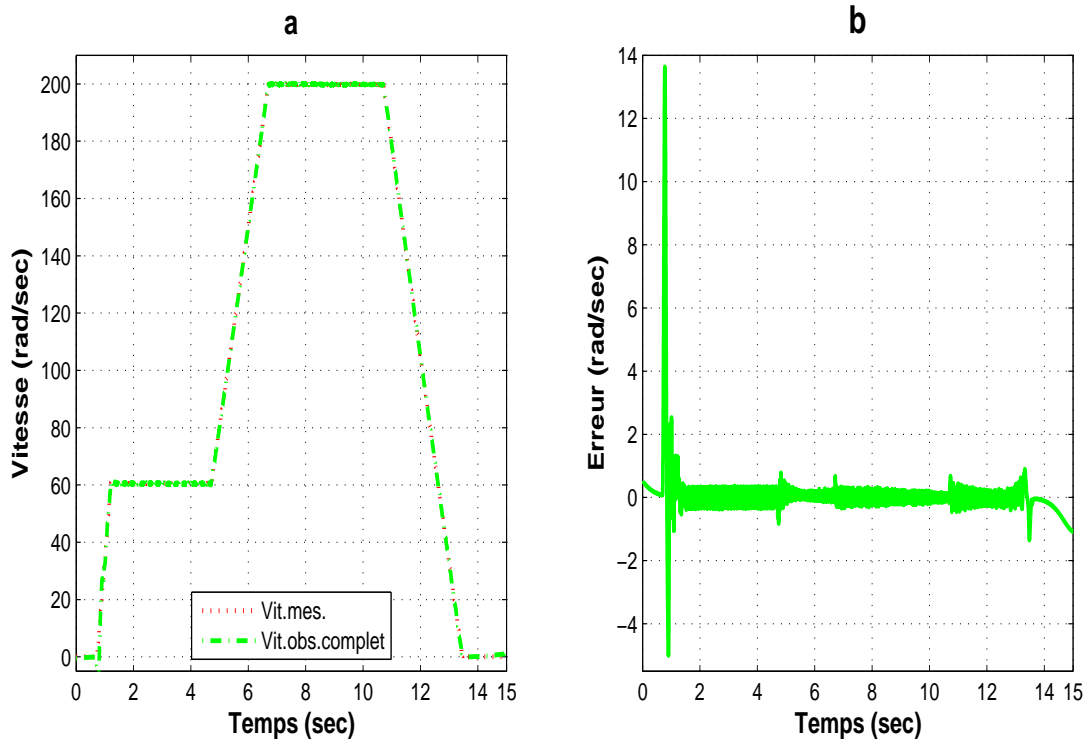 a
Vitesse (rad/sec)
200
180
160
140
120
100
80
60
40
20
0
Vit.mes.
Vit.obs.complet
0 2 4 6 8 10 12 14 15
Temps (sec)
b
Erreur (rad/sec)
14
12
10
8
6
4
2
0
−2
−4
0 2 4 6 8 10 12 14 15
Temps (sec)